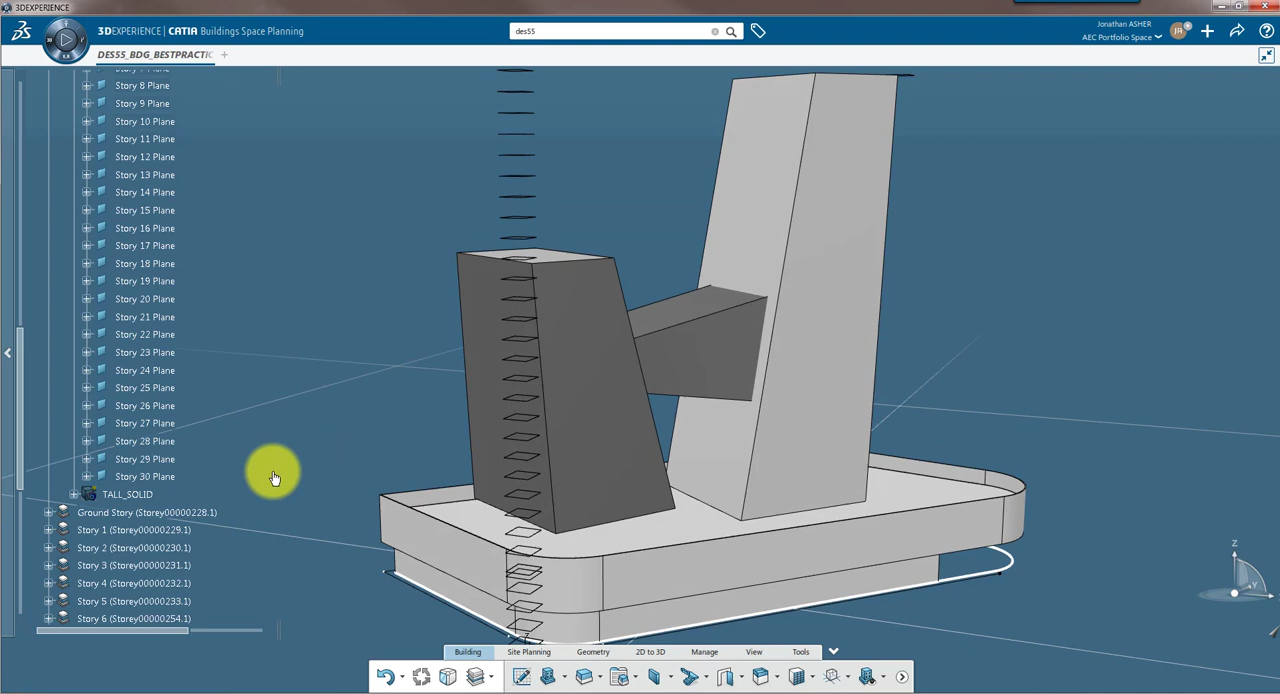 3DEXPERIENCE
3DEXPERIENCE | CATIA Buildings Space Planning
des55
Jonathan ASHER
AEC Portfolio Space
JA
DES55_BDG_BESTPRACTIC
Story 8 Plane
Story 9 Plane
Story 10 Plane
Story 11 Plane
Story 12 Plane
Story 13 Plane
Story 14 Plane
Story 15 Plane
Story 16 Plane
Story 17 Plane
Story 18 Plane
Story 19 Plane
Story 20 Plane
Story 21 Plane
Story 22 Plane
Story 23 Plane
Story 24 Plane
Story 25 Plane
Story 26 Plane
Story 27 Plane
Story 28 Plane
Story 29 Plane
Story 30 Plane
TALL_SOLID
Ground Story (Storey00000228.1)
Story 1 (Storey00000229.1)
Story 2 (Storey00000230.1)
Story 3 (Storey00000231.1)
Story 4 (Storey00000232.1)
Story 5 (Storey00000233.1)
Story 6 (Storey00000254.1)
Z
Y
Building Site Planning Geometry 2D to 3D Manage View Tools